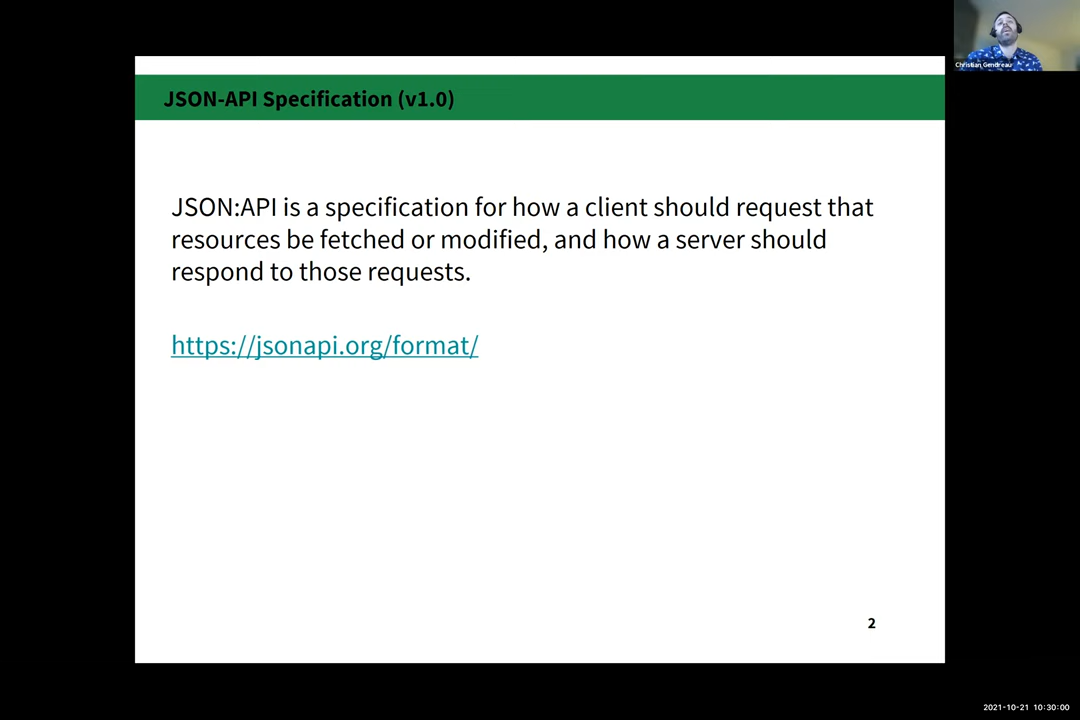 Christian Gendreau
JSON-API Specification (v1.0)
JSON:API is a specification for how a client should request that
resources be fetched or modified, and how a server should
respond to those requests.
https://jsonapi.org/format/
2
2021-10-21 10:30:00